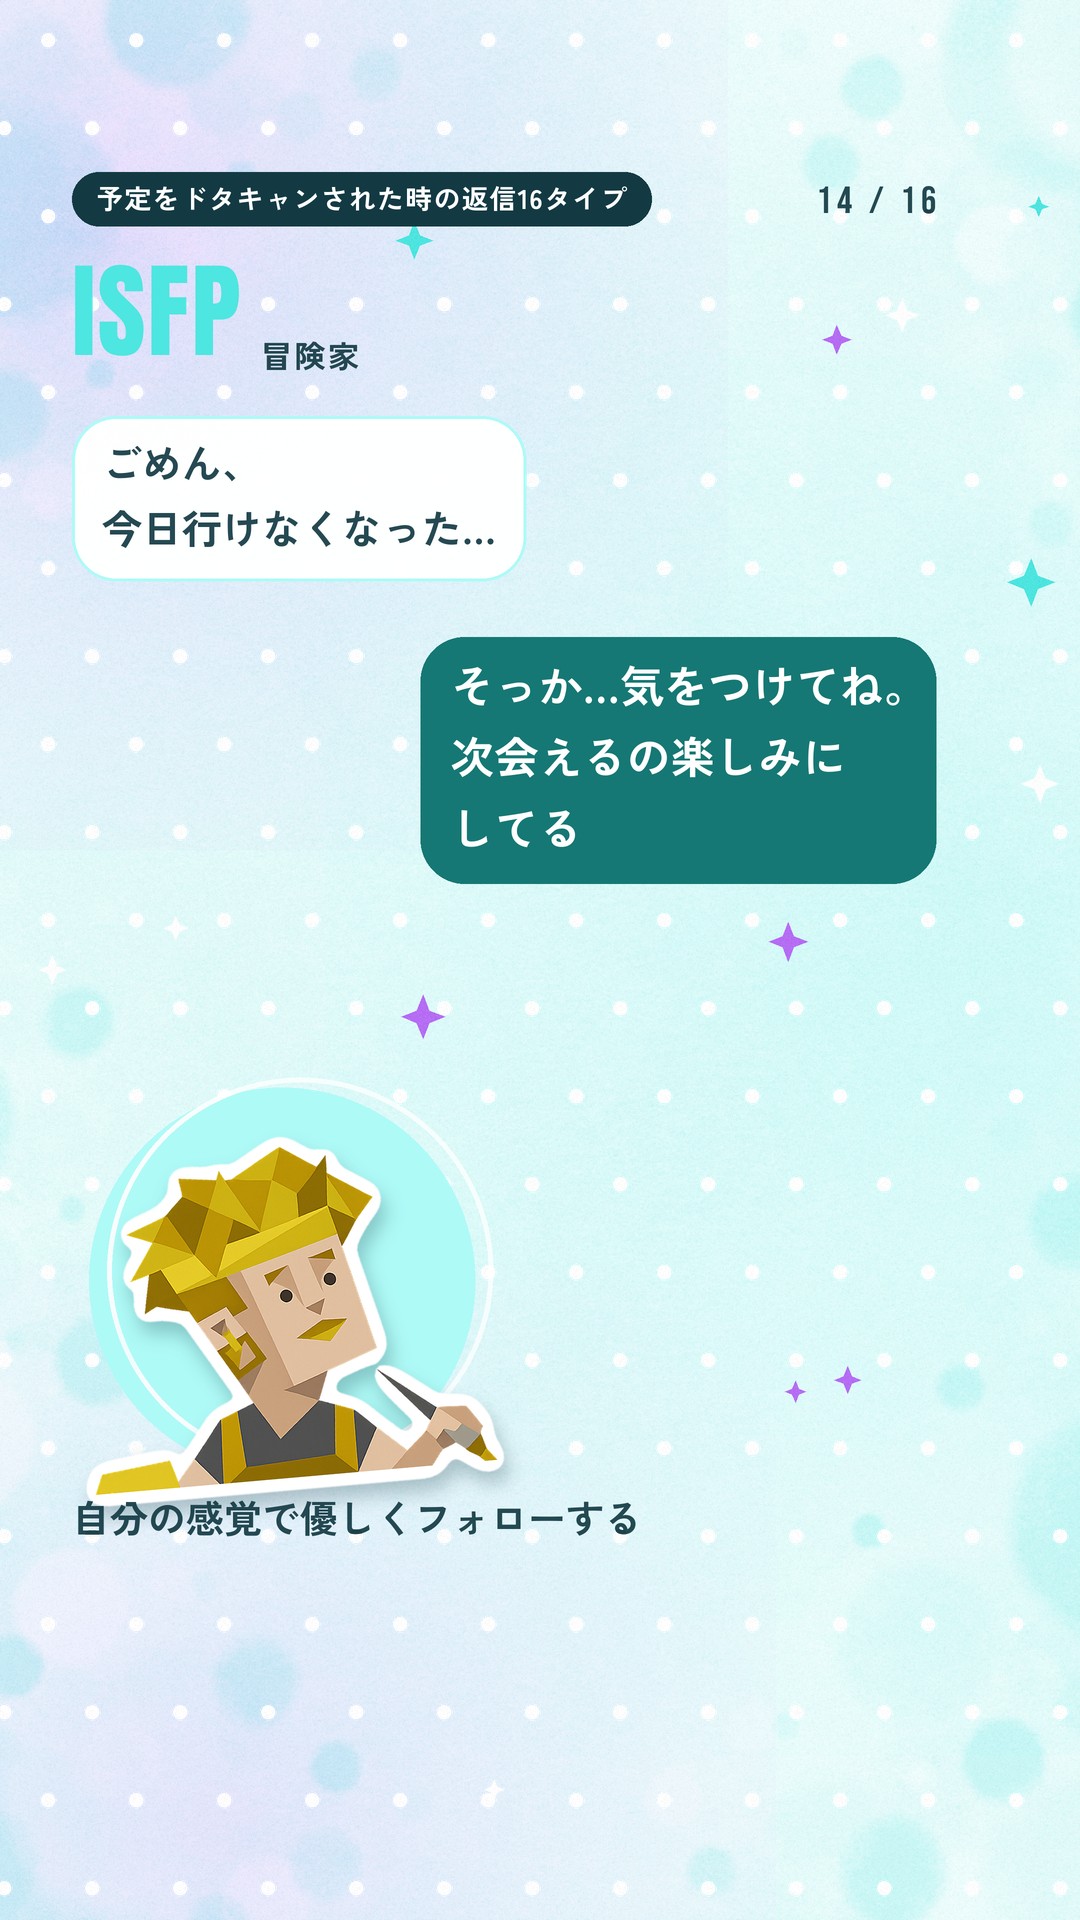 予定をドタキャンされた時の返信16タイプ
14 / 16
ISFP
冒険家
ごめん、
今日行けなくなった…
そっか…気をつけてね。
次会えるの楽しみに
してる
自分の感覚で優しくフォローする